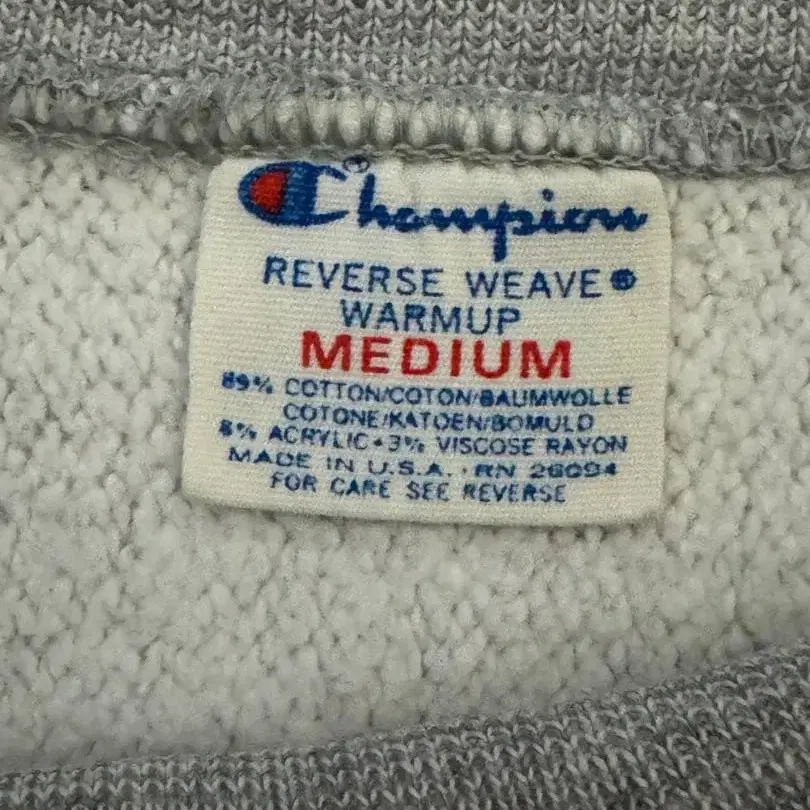 Champion®
REVERSE WEAVE®
WARMUP
MEDIUM
89% COTTON/COTON/BAUMWOLLE
COTONE/KATOEN/BOMULD
8% ACRYLIC•3% VISCOSE RAYON
MADE IN U.S.A. • RN 26094
FOR CARE SEE REVERSE